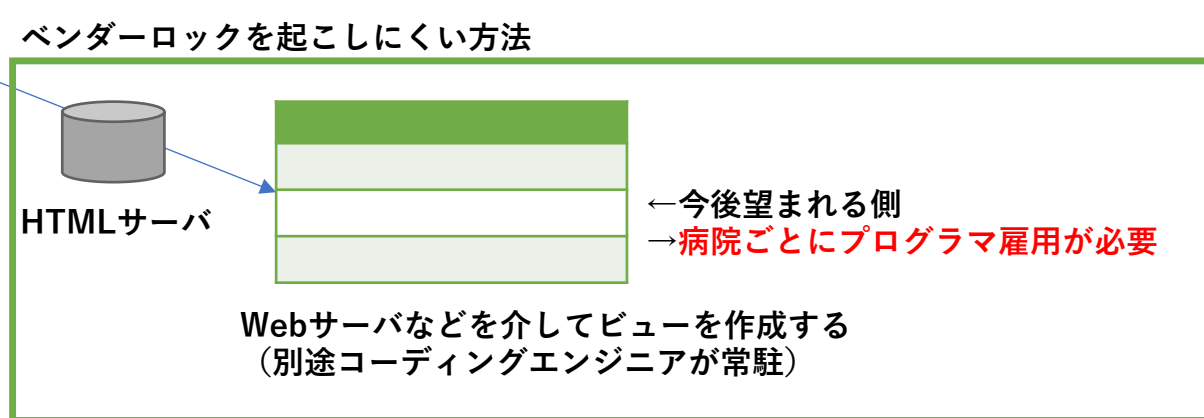 ベンダーロックを起こしにくい方法
HTMLサーバ
←今後望まれる側
→病院ごとにプログラマ雇用が必要
Webサーバなどを介してビューを作成する
（別途コーディングエンジニアが常駐）